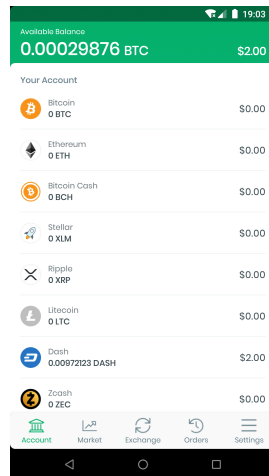 19:03
Available Balance
0.00029876 BTC
$2.00
Your Account
Bitcoin
0 BTC
$0.00
Ethereum
0 ETH
$0.00
Bitcoin Cash
0 BCH
$0.00
Stellar
0 XLM
$0.00
Ripple
0 XRP
$0.00
Litecoin
0 LTC
$0.00
Dash
0.00972123 DASH
$2.00
Zcash
0 ZEC
$0.00
Account Market Exchange Orders Settings